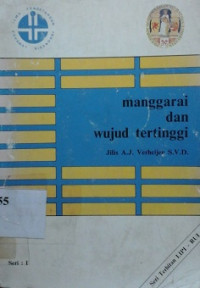 manggarai
dan
wujud tertinggi
Jilis A.J. Verheijen S.V.D.
55
Seri : I
Seri Terbitan LIPI - RUL